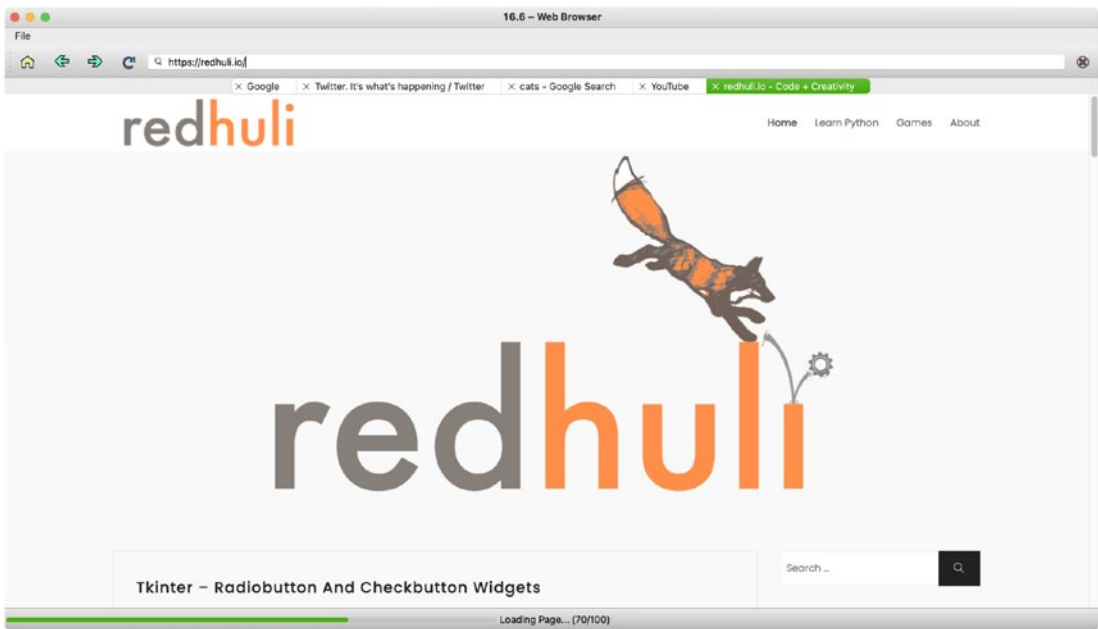 16.6 – Web Browser
File
https://redhuli.io/
Google Twitter. It's what's happening / Twitter cats - Google Search YouTube redhuli.io - Code + Creativity
redhuli Home Learn Python Games About
redhuli
Tkinter – Radiobutton And Checkbutton Widgets
Search ...
Loading Page... (70/100)